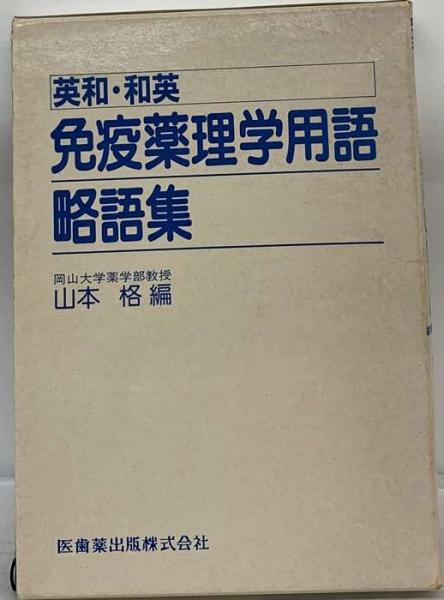 英和・和英
免疫薬理学用語
略語集
岡山大学薬学部教授
山本 格 編
医歯薬出版株式会社